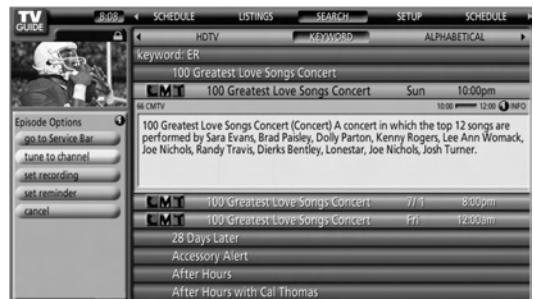 TV GUIDE
8:08
SCHEDULE LISTINGS SEARCH SETUP SCHEDULE
HDTV KEYWORD ALPHABETICAL
keyword: ER
100 Greatest Love Songs Concert
CMT 100 Greatest Love Songs Concert Sun 10:00pm
66 CMTV 10:00 12:00 INFO
100 Greatest Love Songs Concert (Concert) A concert in which the top 12 songs are
performed by Sara Evans, Brad Paisley, Dolly Parton, Kenny Rogers, Lee Ann Womack,
Joe Nichols, Randy Travis, Dierks Bentley, Lonestar, Joe Nichols, Josh Turner.
Episode Options
go to Service Bar
tune to channel
set recording
set reminder
cancel
CMT 100 Greatest Love Songs Concert 7/1 8:00pm
CMT 100 Greatest Love Songs Concert Fri 12:00am
28 Days Later
Accessory Alert
After Hours
After Hours with Cal Thomas